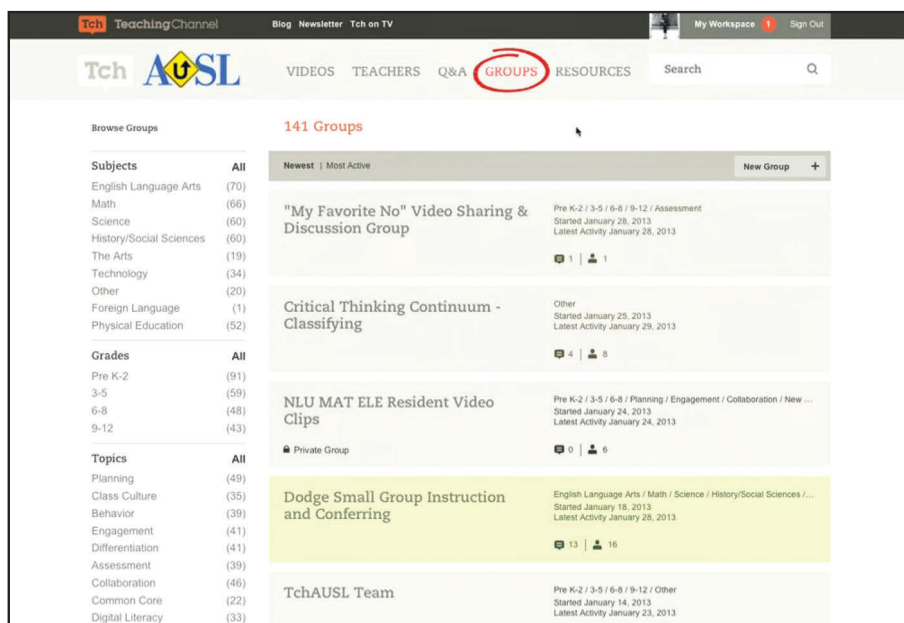 Tch TeachingChannel Blog Newsletter Tch on TV My Workspace 1 Sign Out
Tch AUSL VIDEOS TEACHERS Q&A GROUPS RESOURCES Search
Browse Groups
Subjects All
English Language Arts (70)
Math (66)
Science (60)
History/Social Sciences (60)
The Arts (19)
Technology (34)
Other (20)
Foreign Language (1)
Physical Education (52)
Grades All
Pre K-2 (91)
3-5 (59)
6-8 (48)
9-12 (43)
Topics All
Planning (49)
Class Culture (35)
Behavior (39)
Engagement (41)
Differentiation (41)
Assessment (39)
Collaboration (46)
Common Core (22)
Digital Literacy (33)
141 Groups
Newest | Most Active New Group +
"My Favorite No" Video Sharing &
Discussion Group
Pre K-2 / 3-5 / 6-8 / 9-12 / Assessment
Started January 28, 2013
Latest Activity January 28, 2013
1 | 1
Critical Thinking Continuum -
Classifying
Other
Started January 25, 2013
Latest Activity January 29, 2013
4 | 8
NLU MAT ELE Resident Video
Clips
Private Group
Pre K-2 / 3-5 / 6-8 / Planning / Engagement / Collaboration / New ...
Started January 24, 2013
Latest Activity January 24, 2013
0 | 6
Dodge Small Group Instruction
and Conferring
English Language Arts / Math / Science / History/Social Sciences /...
Started January 18, 2013
Latest Activity January 28, 2013
13 | 16
TchAUSL Team
Pre K-2 / 3-5 / 6-8 / 9-12 / Other
Started January 14, 2013
Latest Activity January 23, 2013